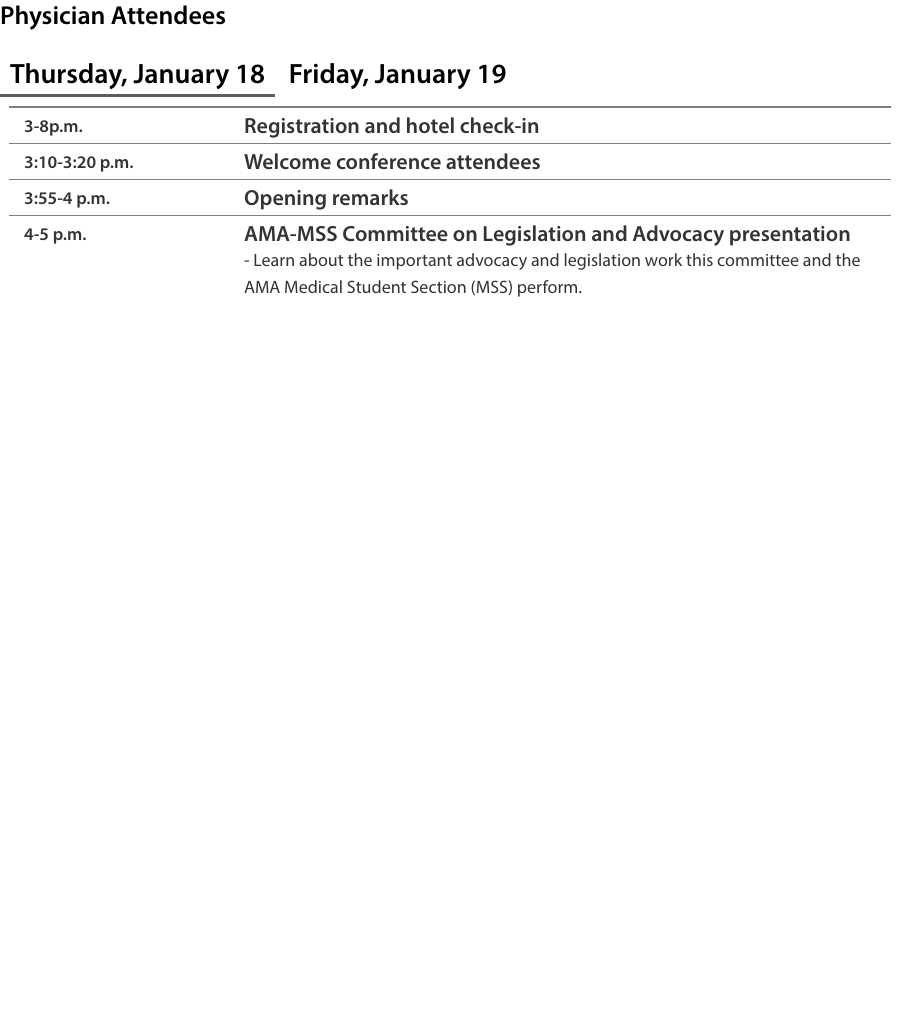 Physician Attendees
Thursday, January 18 Friday, January 19
3-8p.m. Registration and hotel check-in
3:10-3:20 p.m. Welcome conference attendees
3:55-4 p.m. Opening remarks
4-5 p.m. AMA-MSS Committee on Legislation and Advocacy presentation
- Learn about the important advocacy and legislation work this committee and the
AMA Medical Student Section (MSS) perform.